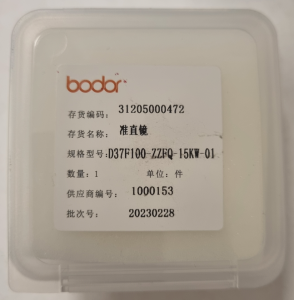 bodor
存货编码: 31205000472
存货名称: 准直镜
规格型号: D37F100-ZZFQ-15KW-01
数量: 1 单位: 件
供应商编号: 1000153
批次号: 20230228